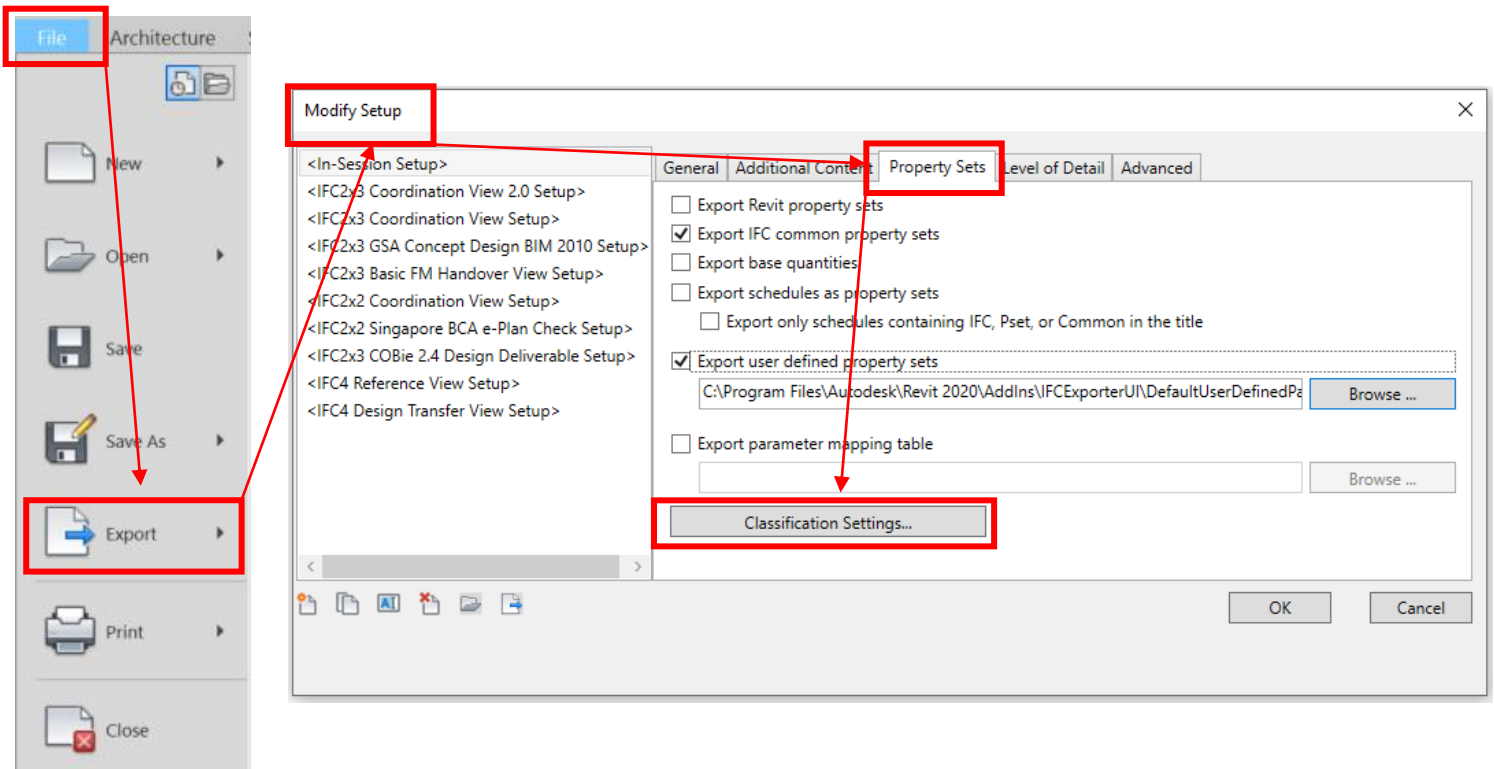 File Architecture
New
Open
Save
Save As
Export
Print
Close
Modify Setup
<In-Session Setup>
<IFC2x3 Coordination View 2.0 Setup>
<IFC2x3 Coordination View Setup>
<IFC2x3 GSA Concept Design BIM 2010 Setup>
<IFC2x3 Basic FM Handover View Setup>
<IFC2x2 Coordination View Setup>
<IFC2x2 Singapore BCA e-Plan Check Setup>
<IFC2x3 COBie 2.4 Design Deliverable Setup>
<IFC4 Reference View Setup>
<IFC4 Design Transfer View Setup>
General Additional Content Property Sets Level of Detail Advanced
Export Revit property sets
Export IFC common property sets
Export base quantities
Export schedules as property sets
Export only schedules containing IFC, Pset, or Common in the title
Export user defined property sets
C:\Program Files\Autodesk\Revit 2020\AddIns\IFCExporterUI\DefaultUserDefinedPa Browse ...
Export parameter mapping table
Browse ...
Classification Settings...
OK Cancel